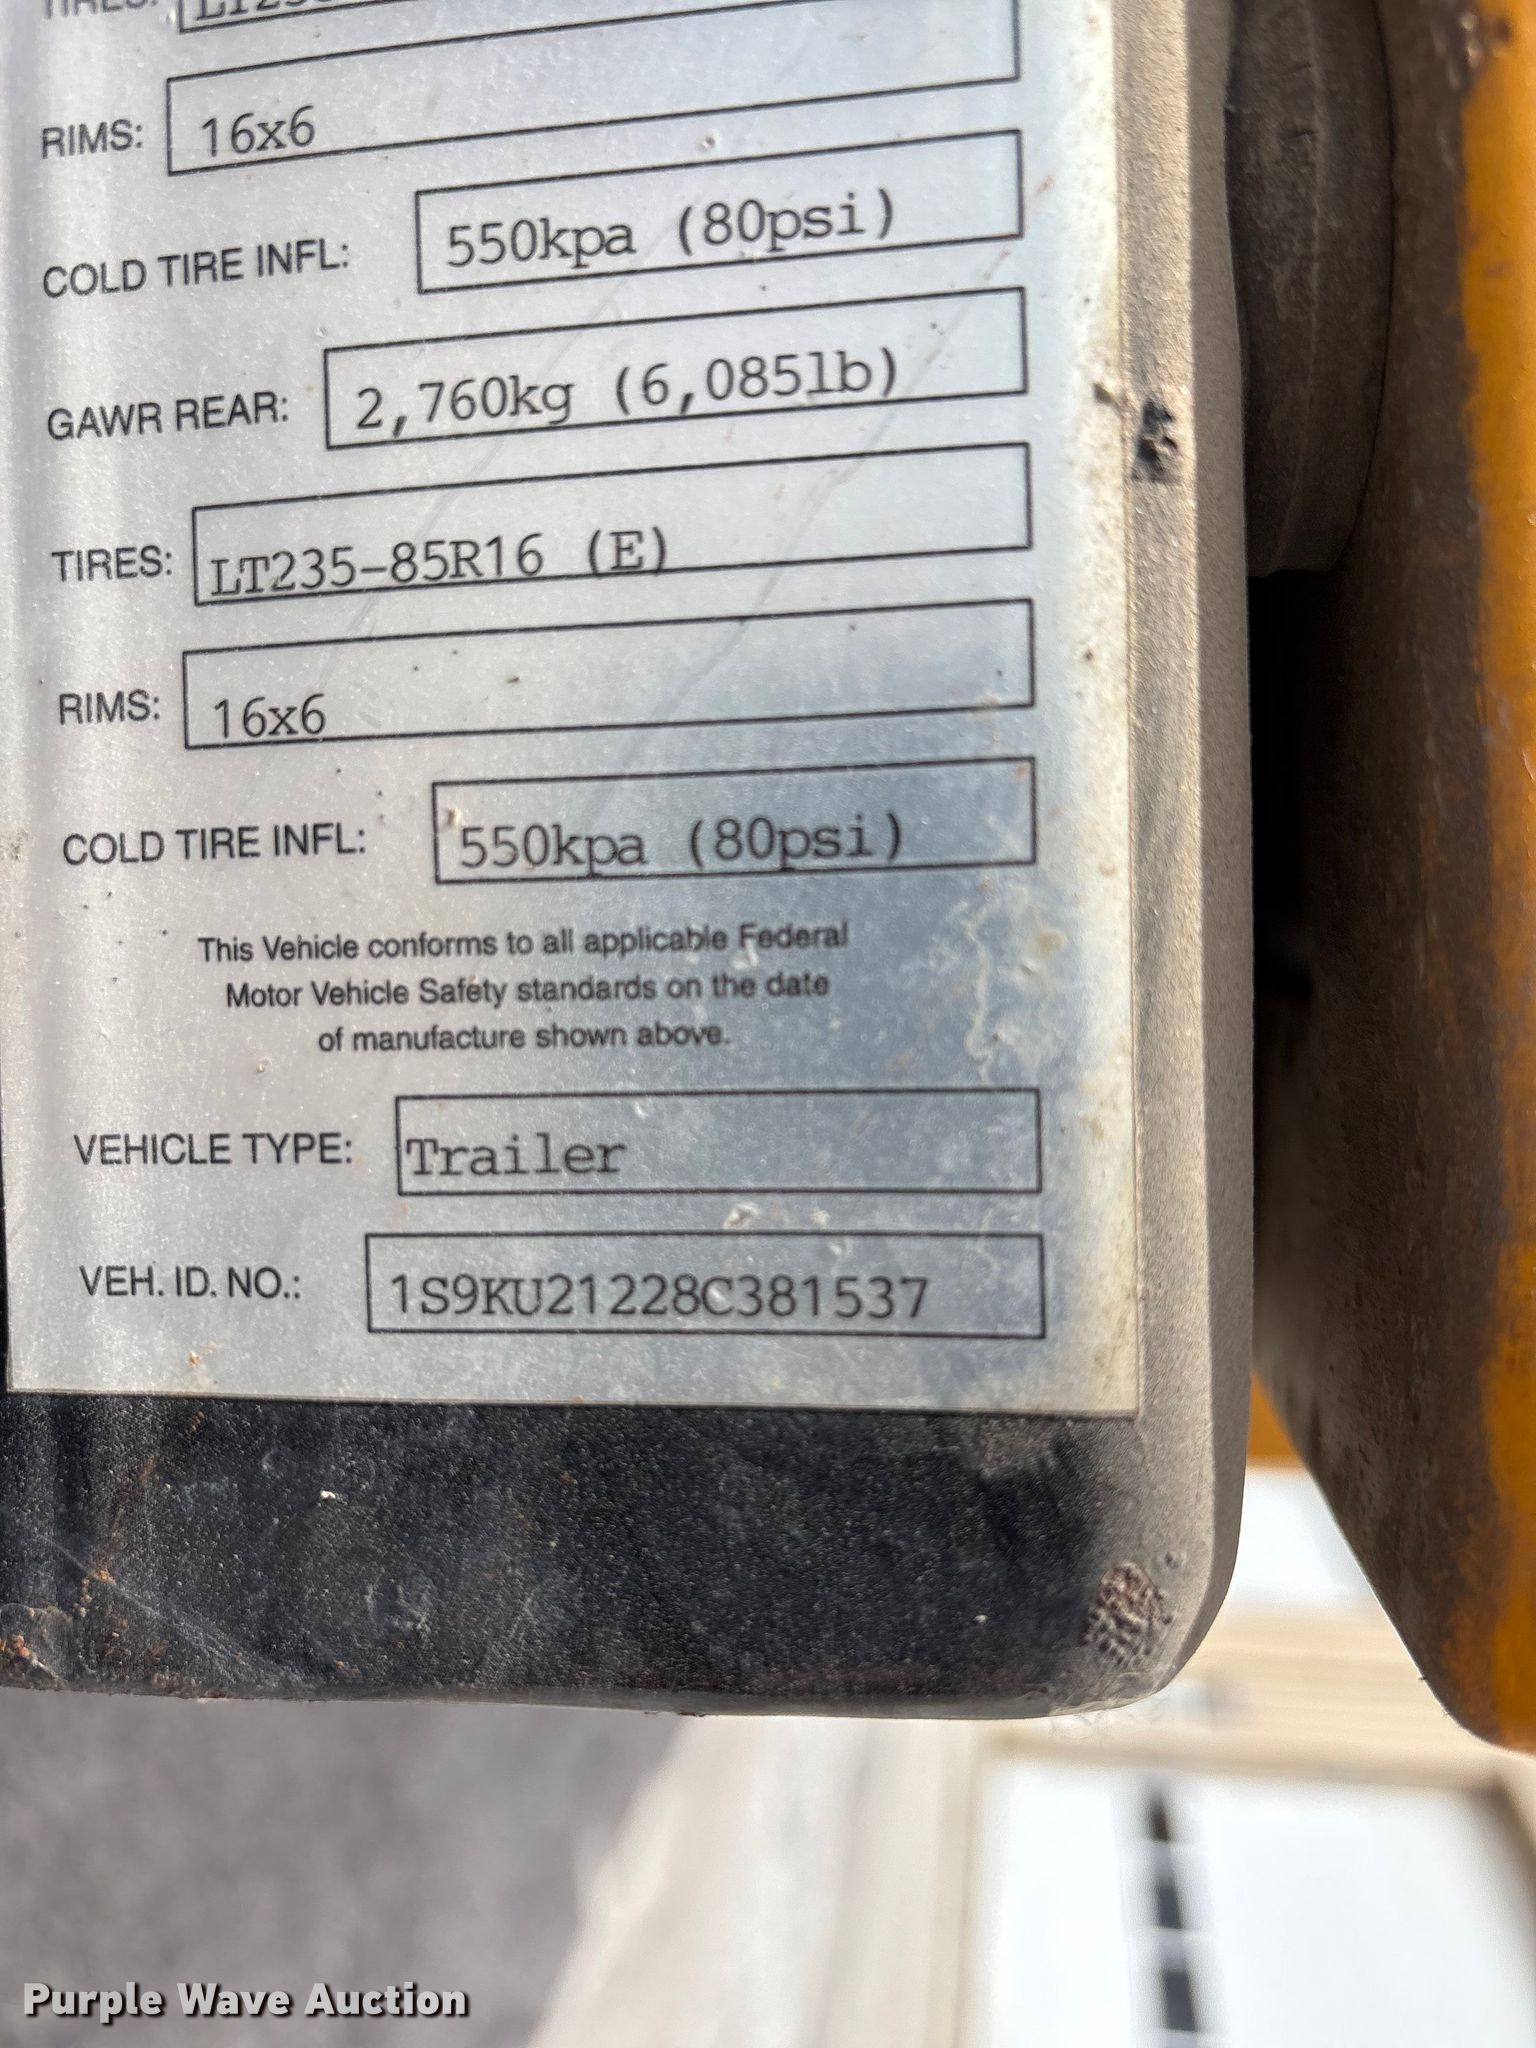 TIRES:
RIMS: 16x6
COLD TIRE INFL: 550kpa (80psi)
GAWR REAR: 2,760kg (6,085lb)
TIRES: LT235-85R16 (E)
RIMS: 16x6
COLD TIRE INFL: 550kpa (80psi)
This Vehicle conforms to all applicable Federal
Motor Vehicle Safety standards on the date
of manufacture shown above.
VEHICLE TYPE: Trailer
VEH. ID. NO.: 1S9KU21228C381537
Purple Wave Auction